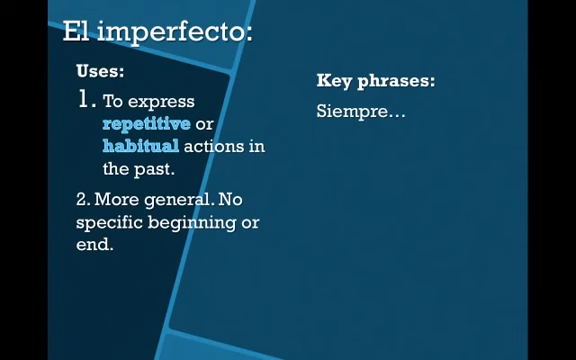 El imperfecto:
Uses:
1. To express
repetitive or
habitual actions in
the past.
2. More general. No
specific beginning or
end.
Key phrases:
Siempre…